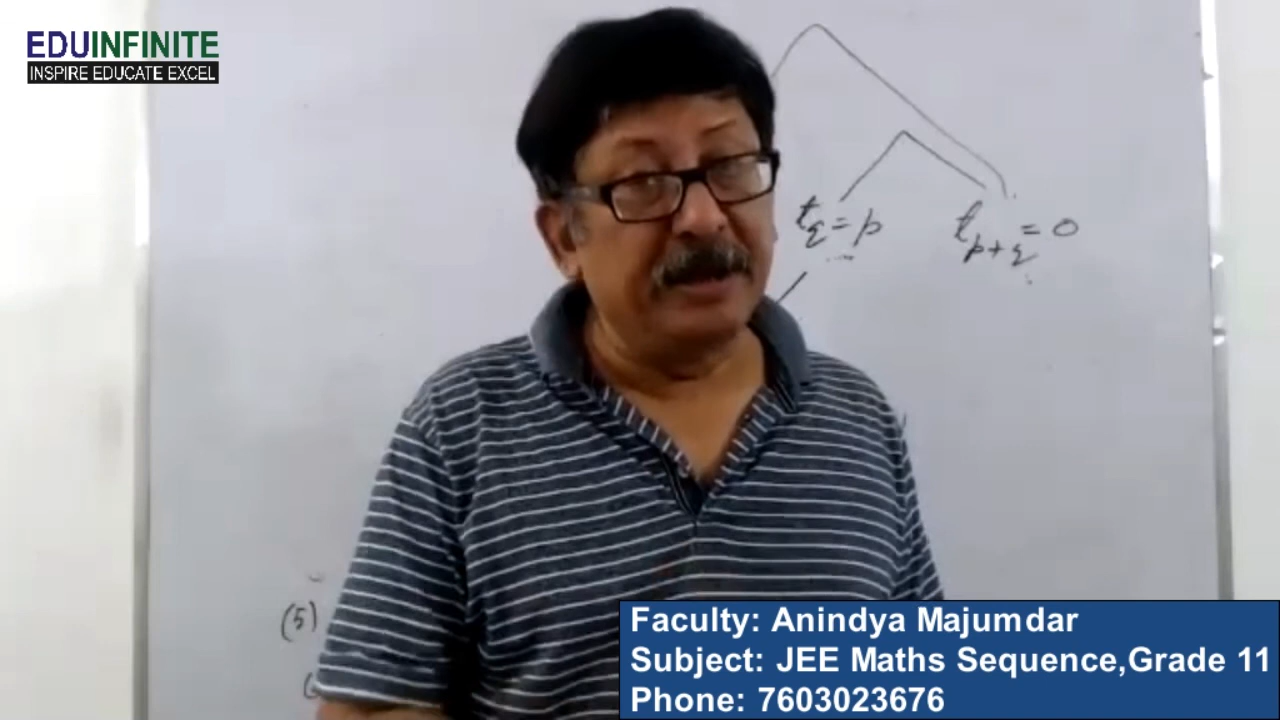 EDUINFINITE
INSPIRE EDUCATE EXCEL
t_q = p
t_{p+q} = 0
(5)
Faculty: Anindya Majumdar
Subject: JEE Maths Sequence,Grade 11
Phone: 7603023676